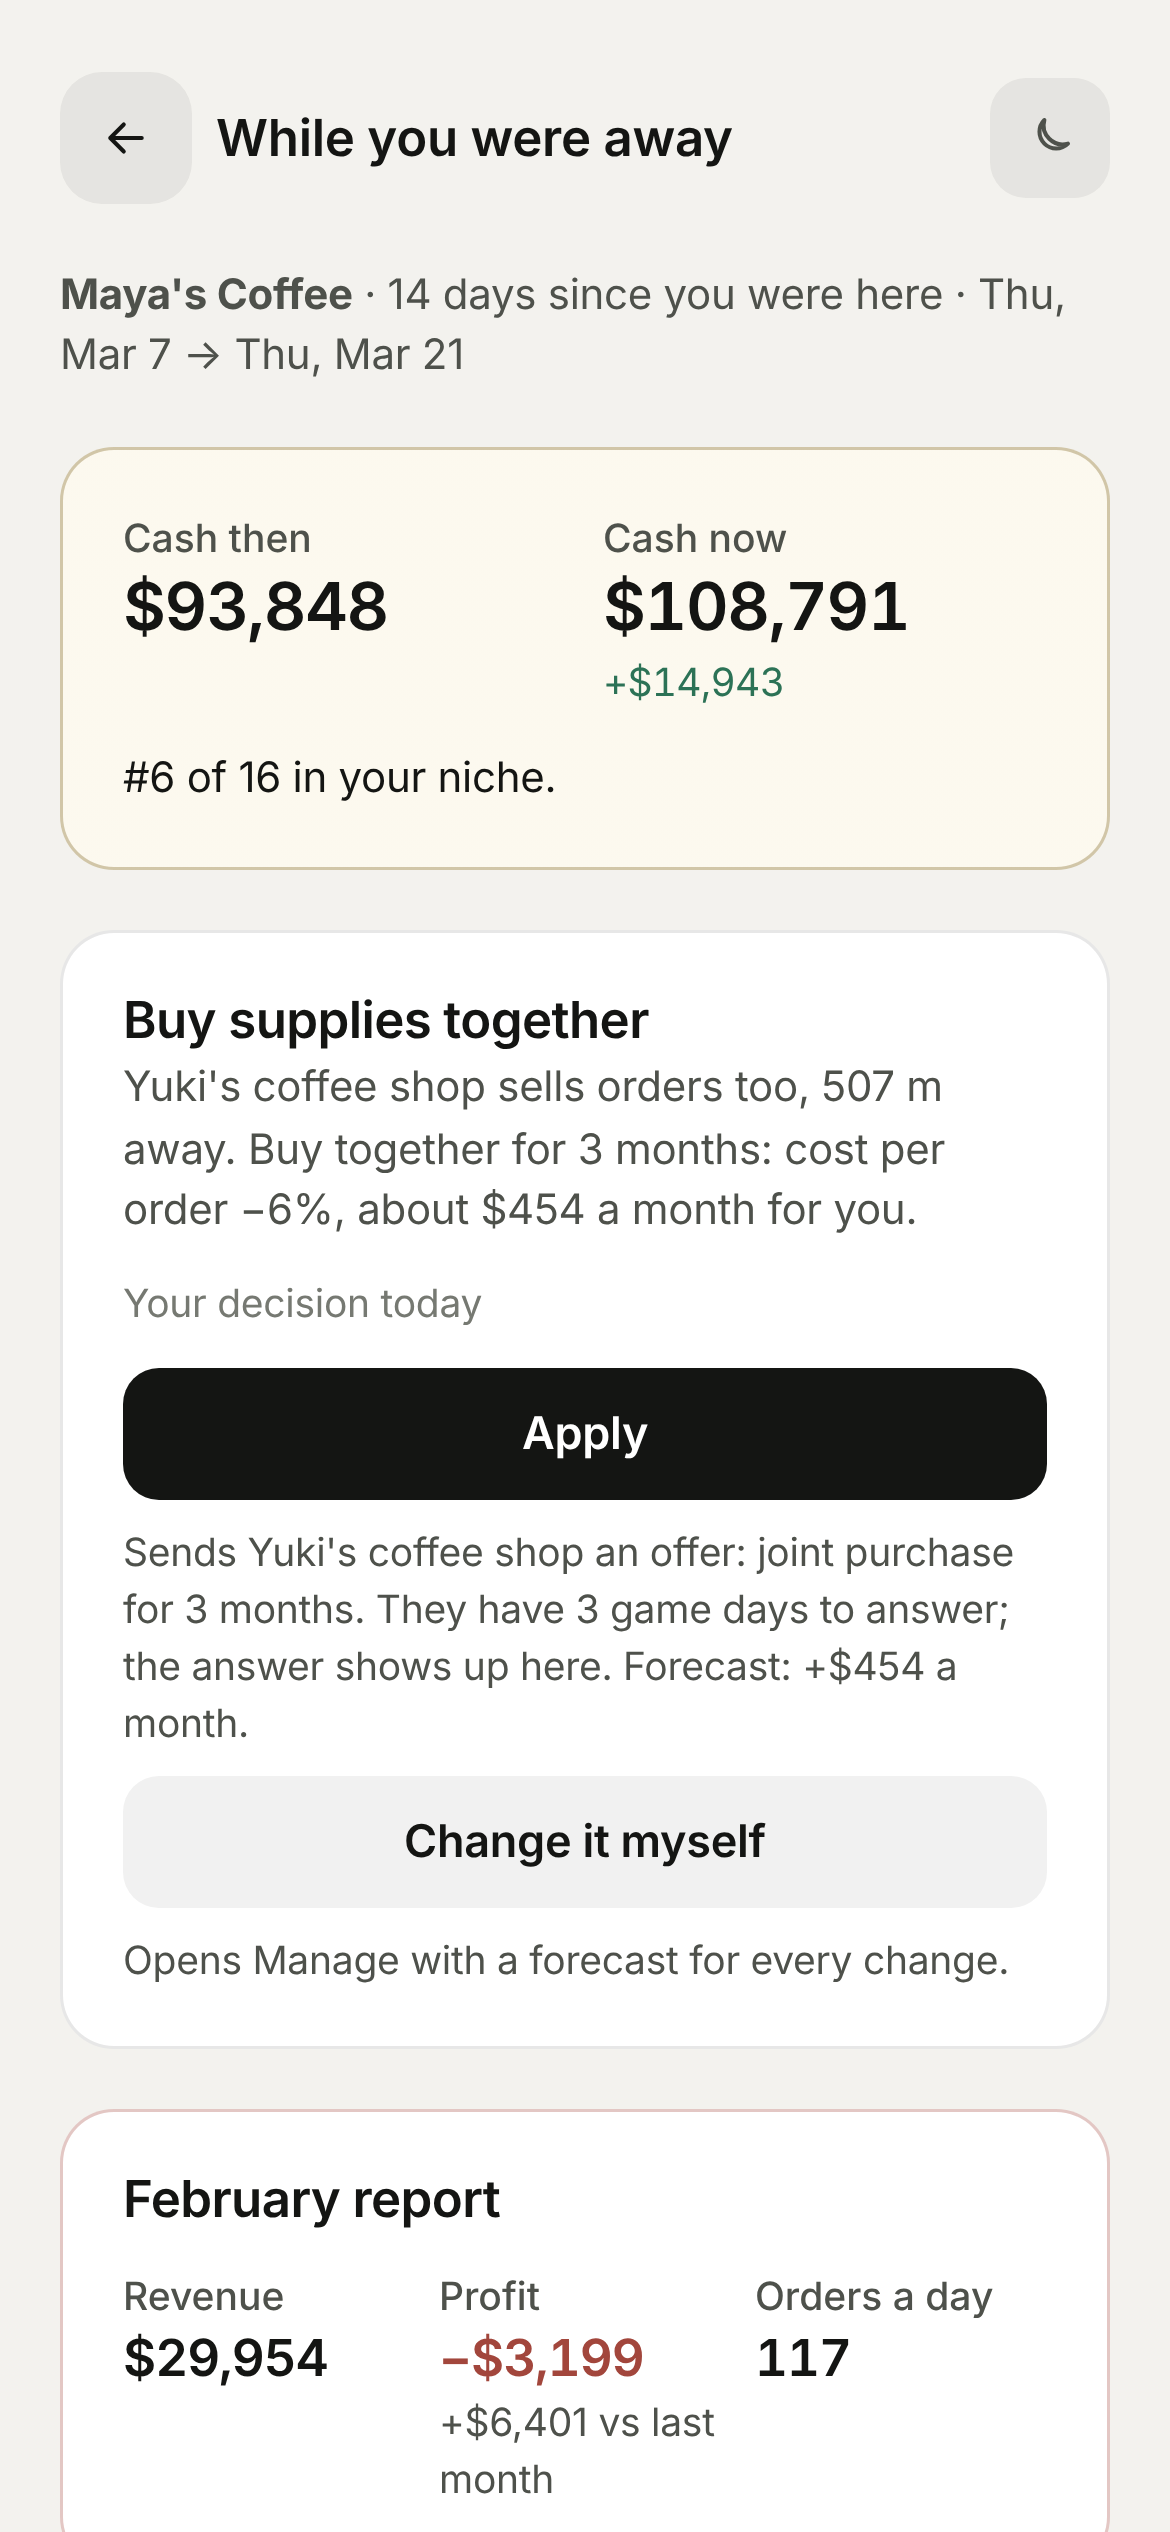 While you were away
Maya's Coffee · 14 days since you were here · Thu,
Mar 7 → Thu, Mar 21
Cash then
$93,848
Cash now
$108,791
+$14,943
#6 of 16 in your niche.
Buy supplies together
Yuki's coffee shop sells orders too, 507 m
away. Buy together for 3 months: cost per
order −6%, about $454 a month for you.
Your decision today
Apply
Sends Yuki's coffee shop an offer: joint purchase
for 3 months. They have 3 game days to answer;
the answer shows up here. Forecast: +$454 a
month.
Change it myself
Opens Manage with a forecast for every change.
February report
Revenue
$29,954
Profit
−$3,199
+$6,401 vs last
month
Orders a day
117